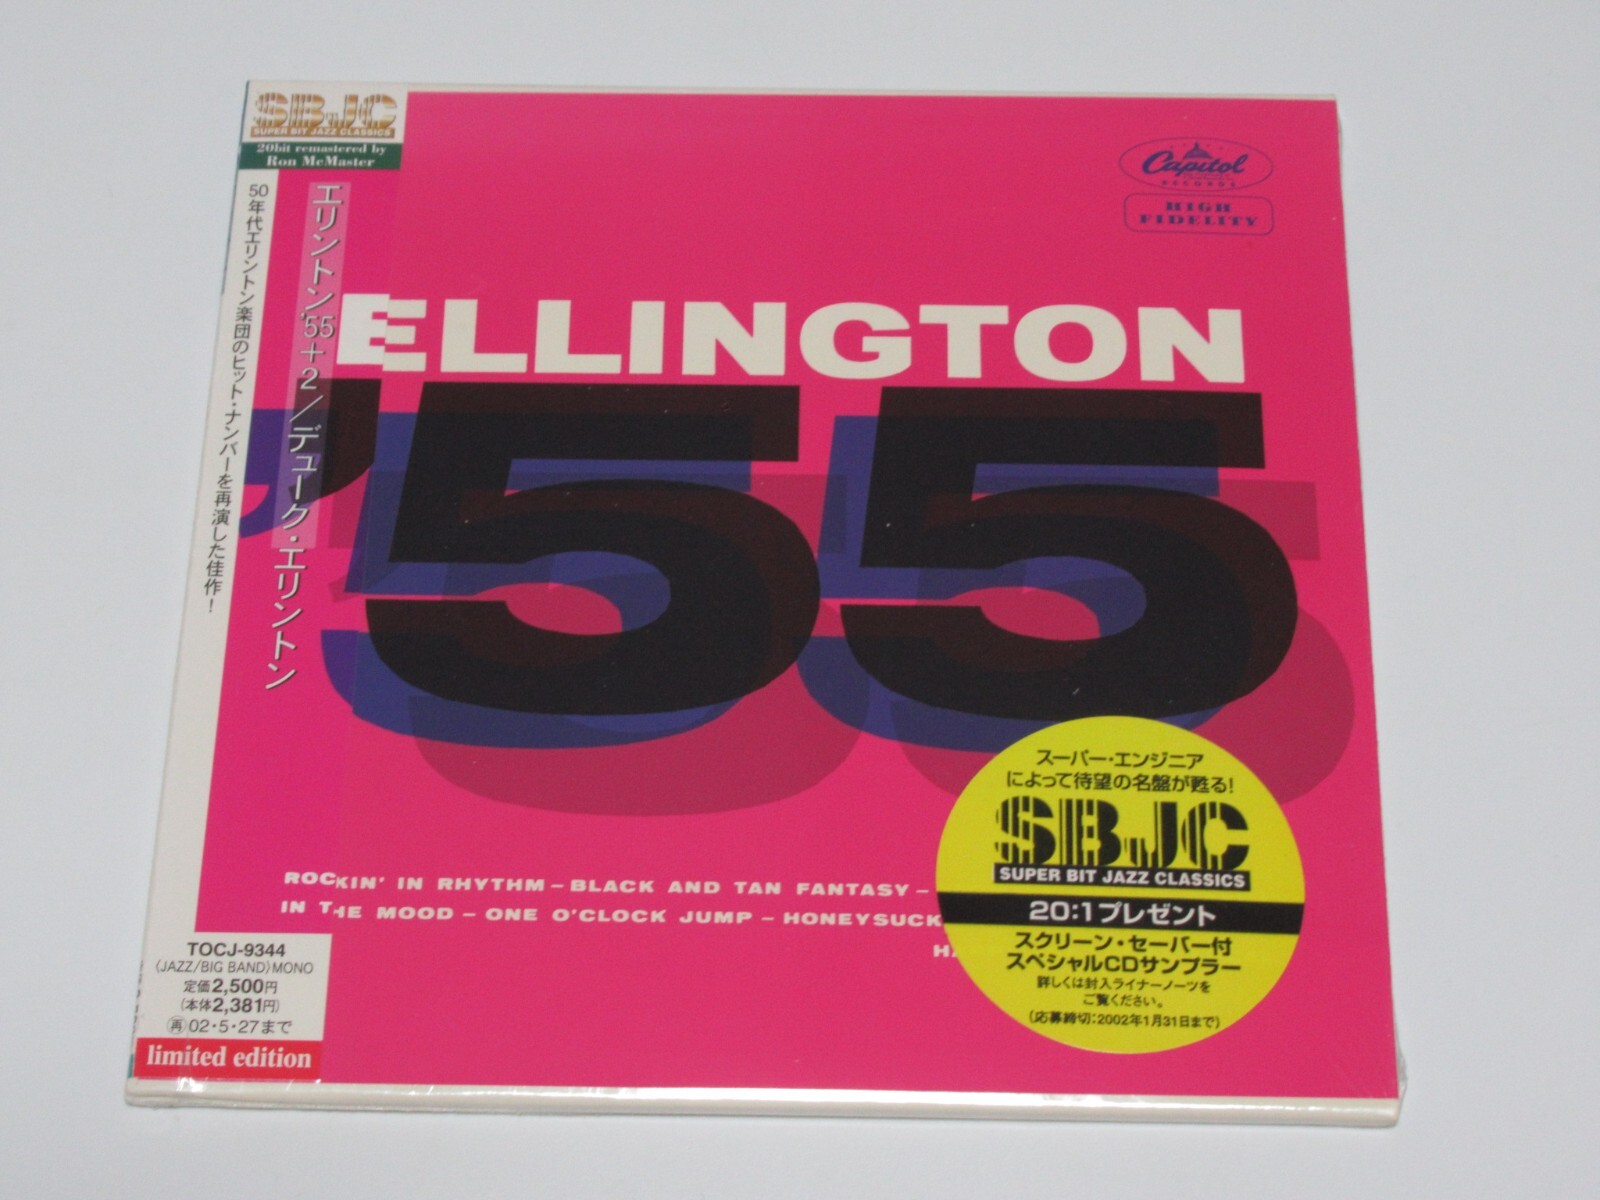 SBJC
SUPER BIT JAZZ CLASSICS
20bit remastered by
Ron McMaster
50年代エリントン楽団のヒット・ナンバーを再演した佳作!
エリントン'55+2/デューク・エリントン
Capitol
RECORDS
HIGH
FIDELITY
ELLINGTON
'55
ROCKIN' IN RHYTHM – BLACK AND TAN FANTASY –
IN THE MOOD – ONE O'CLOCK JUMP –
スーパー・エンジニア
によって待望の名盤が甦る!
SBJC
SUPER BIT JAZZ CLASSICS
20:1プレゼント
スクリーン・セーバー付
スペシャルCDサンプラー
詳しくは封入ライナーノーツを
ご覧ください。
(応募締切:2002年1月31日まで)
TOCJ-9344
(JAZZ/BIG BAND)MONO
定価2,500円
(本体2,381円)
再02・5・27まで
limited edition